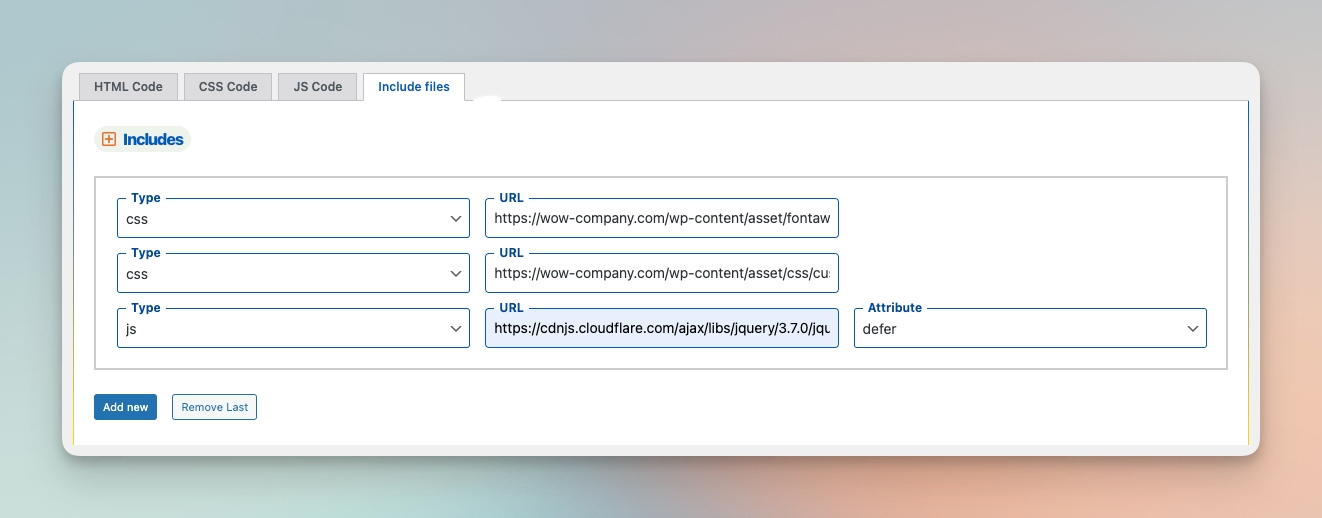 HTML Code CSS Code JS Code Include files
Includes
Type URL
css https://wow-company.com/wp-content/asset/fontaw
Type URL
css https://wow-company.com/wp-content/asset/css/cu
Type URL Attribute
js https://cdnjs.cloudflare.com/ajax/libs/jquery/3.7.0/jqu defer
Add new Remove Last